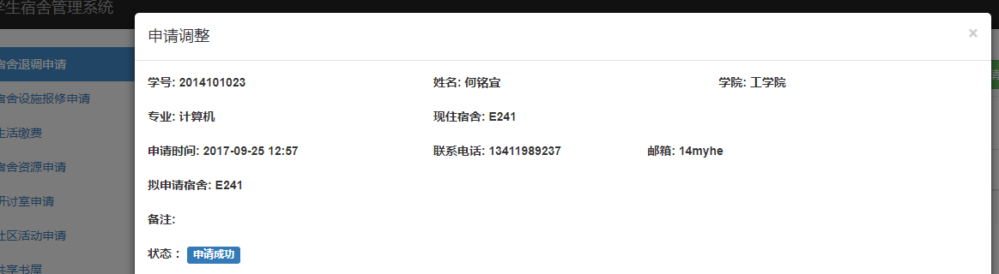 学生宿舍管理系统
申请调整
×
宿舍退调申请
学号: 2014101023 姓名: 何铭宜 学院: 工学院
宿舍设施报修申请
专业: 计算机 现住宿舍: E241
生活缴费
申请时间: 2017-09-25 12:57 联系电话: 13411989237 邮箱: 14myhe
宿舍资源申请
拟申请宿舍: E241
研讨室申请
备注:
社区活动申请
状态： 申请成功
共享书屋